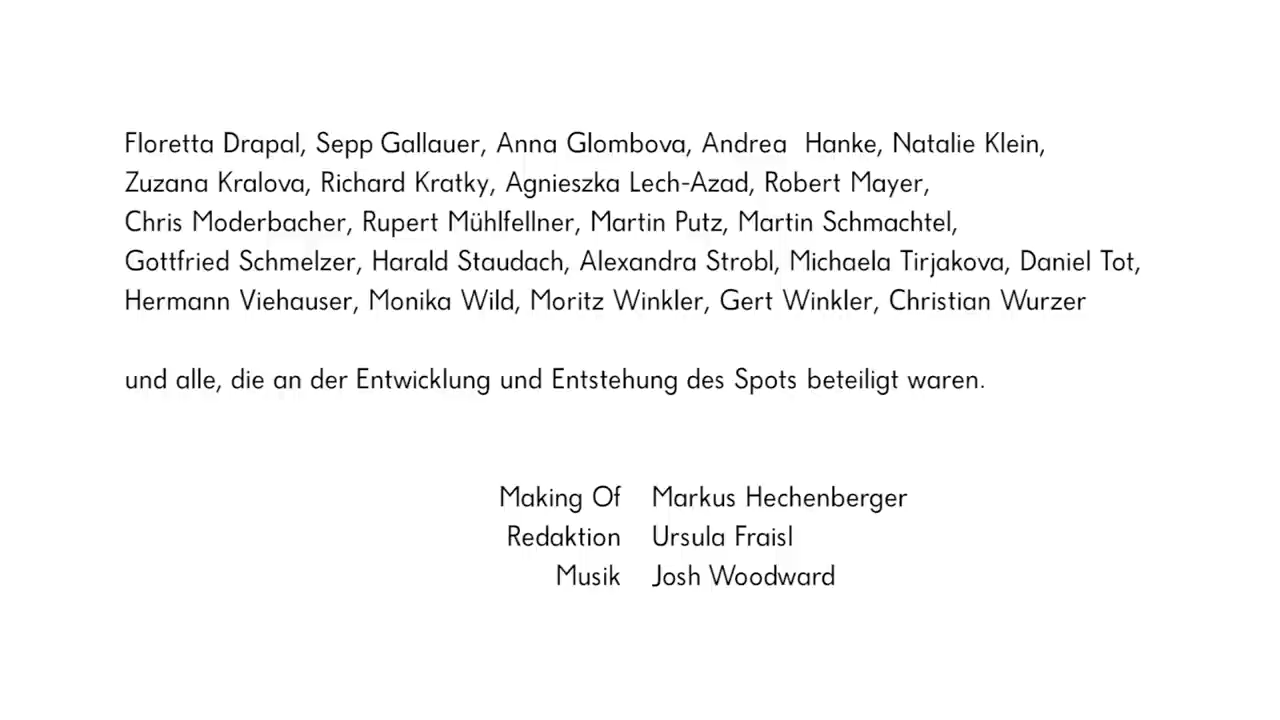 Floretta Drapal, Sepp Gallauer, Anna Glombova, Andrea  Hanke, Natalie Klein,
Zuzana Kralova, Richard Kratky, Agnieszka Lech-Azad, Robert Mayer,
Chris Moderbacher, Rupert Mühlfellner, Martin Putz, Martin Schmachtel,
Gottfried Schmelzer, Harald Staudach, Alexandra Strobl, Michaela Tirjakova, Daniel Tot,
Hermann Viehauser, Monika Wild, Moritz Winkler, Gert Winkler, Christian Wurzer
und alle, die an der Entwicklung und Entstehung des Spots beteiligt waren.
Making Of Markus Hechenberger
Redaktion Ursula Fraisl
Musik Josh Woodward